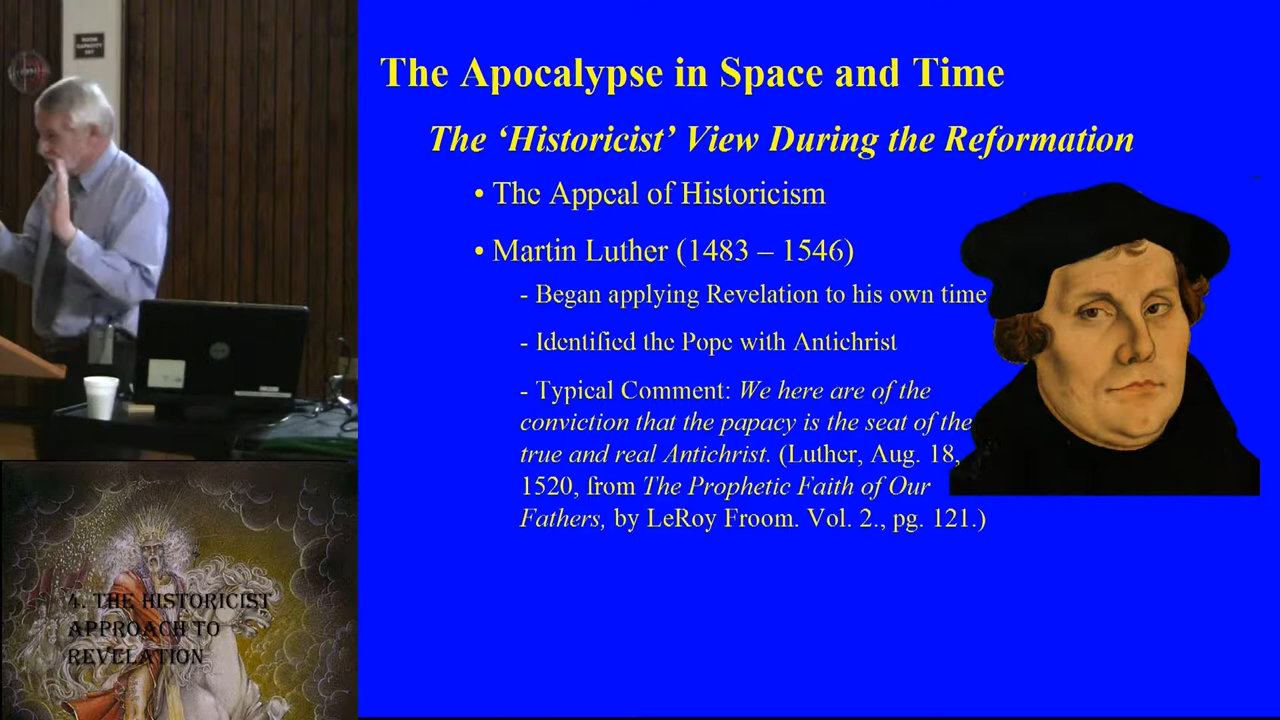 ROOM
CAPACITY
The Apocalypse in Space and Time
The ‘Historicist’ View During the Reformation
• The Appeal of Historicism
• Martin Luther (1483 – 1546)
- Began applying Revelation to his own time
- Identified the Pope with Antichrist
- Typical Comment: We here are of the
conviction that the papacy is the seat of the
true and real Antichrist. (Luther, Aug. 18,
1520, from The Prophetic Faith of Our
Fathers, by LeRoy Froom. Vol. 2., pg. 121.)
4. THE HISTORICIST
APPROACH TO
REVELATION